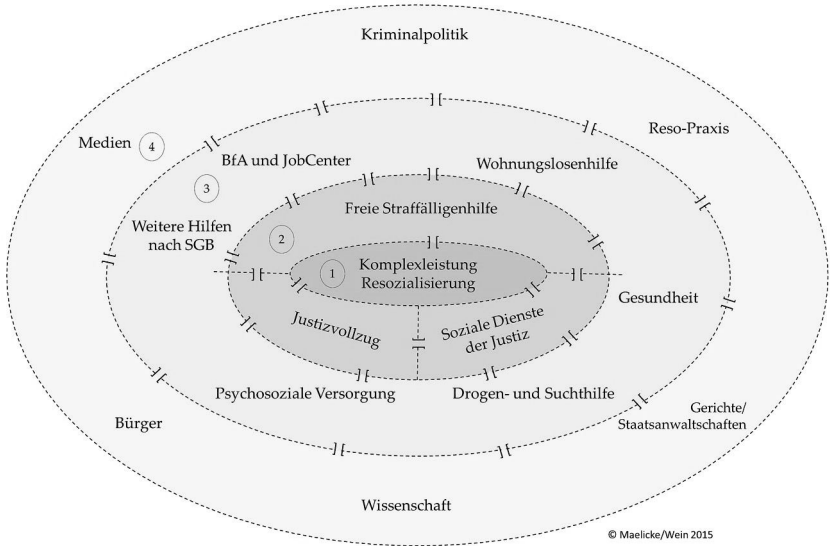 Kriminalpolitik
Medien
4
Reso-Praxis
BfA und JobCenter
Wohnungslosenhilfe
3
Weitere Hilfen
nach SGB
Freie Straffälligenhilfe
2
1
Komplexleistung
Resozialisierung
Gesundheit
Justizvollzug
Soziale Dienste
der Justiz
Psychosoziale Versorgung
Drogen- und Suchthilfe
Bürger
Gerichte/
Staatsanwaltschaften
Wissenschaft
© Maelicke/Wein 2015